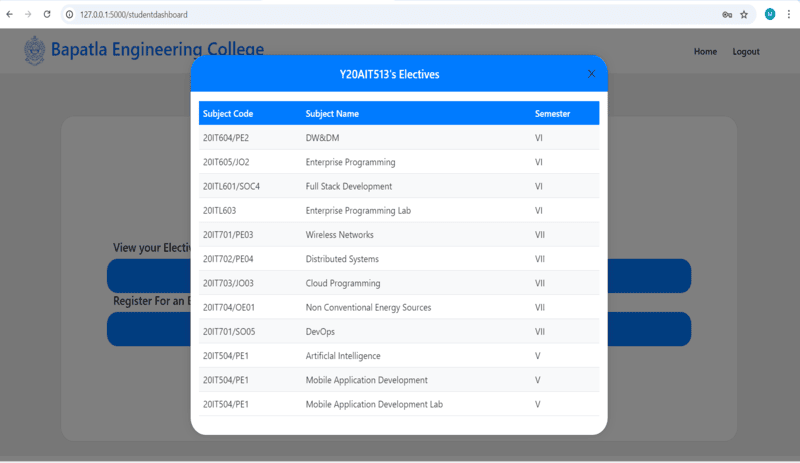 127.0.0.1:5000/studentdashboard
Bapatla Engineering College
Home Logout
Y20AIT513's Electives
Subject Code Subject Name Semester
20IT604/PE2 DW&DM VI
20IT605/JO2 Enterprise Programming VI
20ITL601/SOC4 Full Stack Development VI
20ITL603 Enterprise Programming Lab VI
20IT701/PE03 Wireless Networks VII
View your Electiv
20IT702/PE04 Distributed Systems VII
20IT703/JO03 Cloud Programming VII
Register For an E
20IT704/OE01 Non Conventional Energy Sources VII
20IT701/SO05 DevOps VII
20IT504/PE1 Artificlal Intelligence V
20IT504/PE1 Mobile Application Development V
20IT504/PE1 Mobile Application Development Lab V